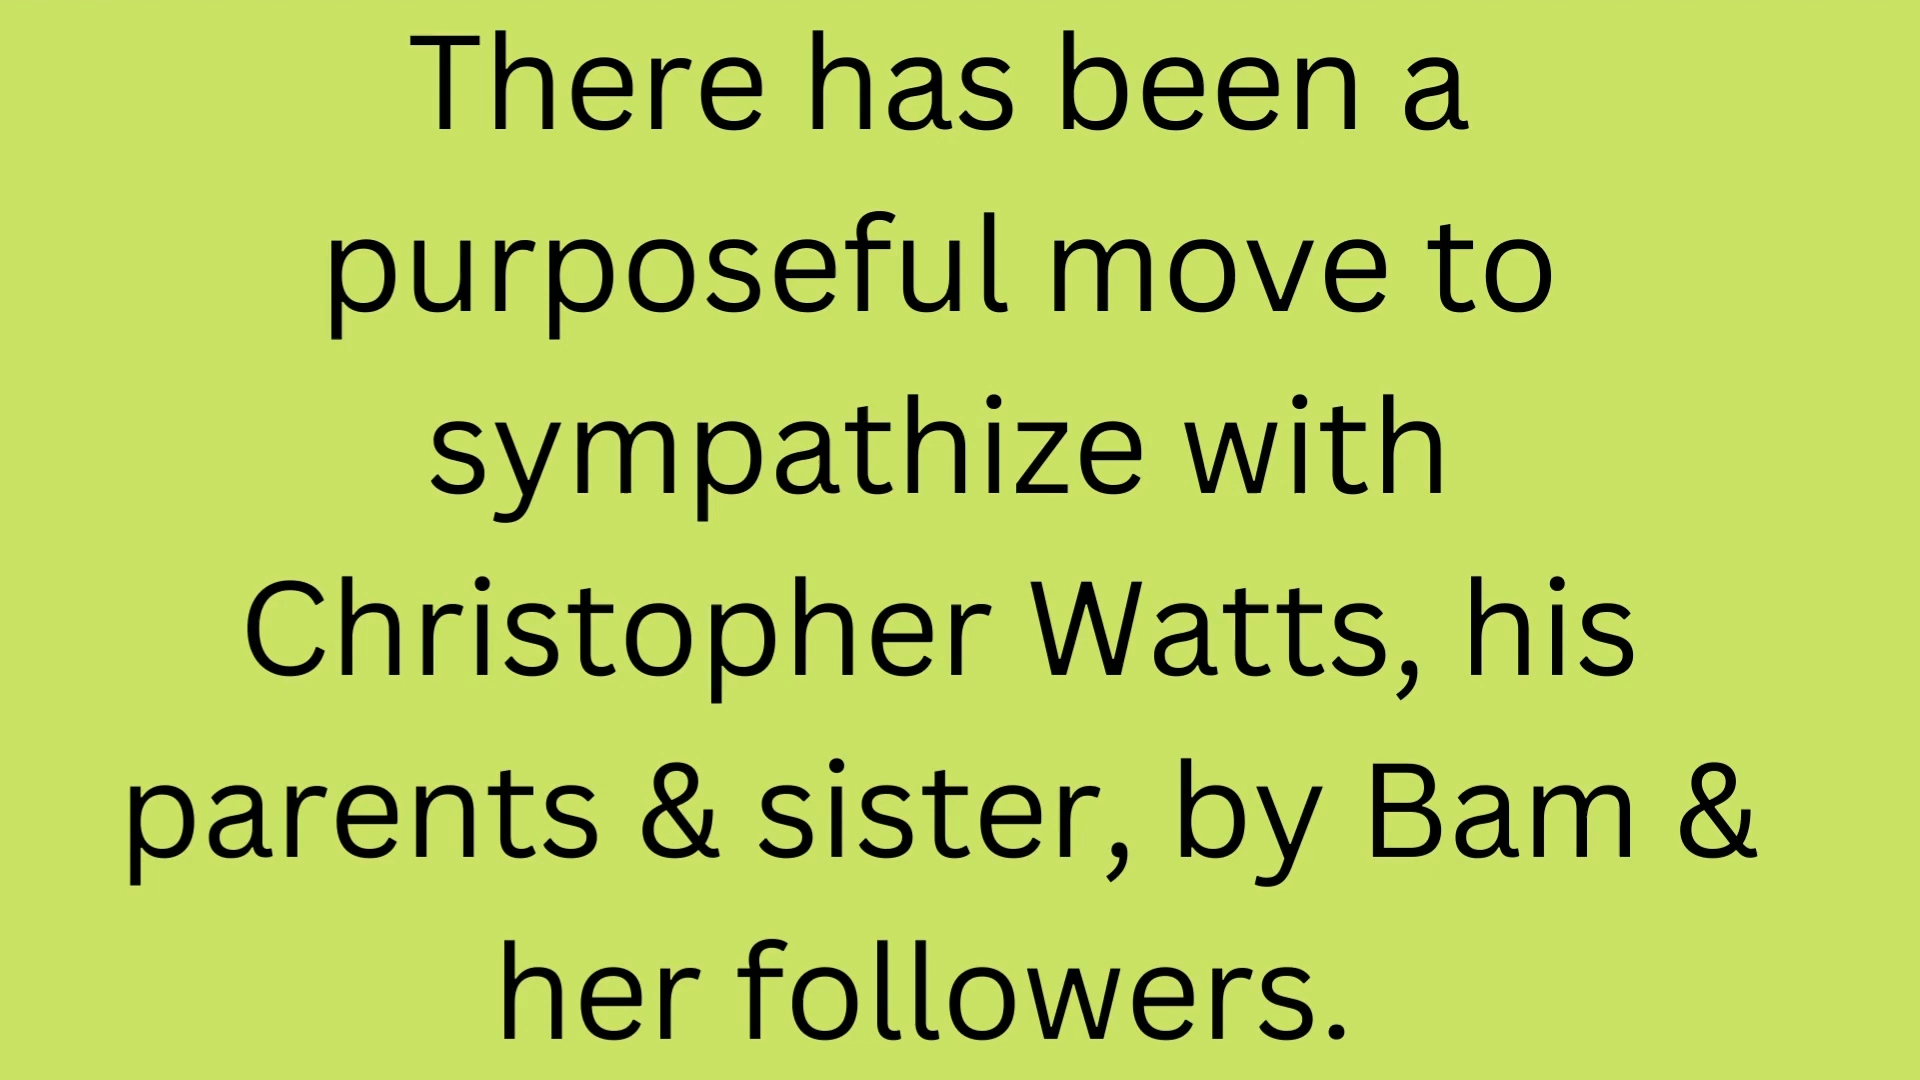 There has been a
purposeful move to
sympathize with
Christopher Watts, his
parents & sister, by Bam &
her followers.